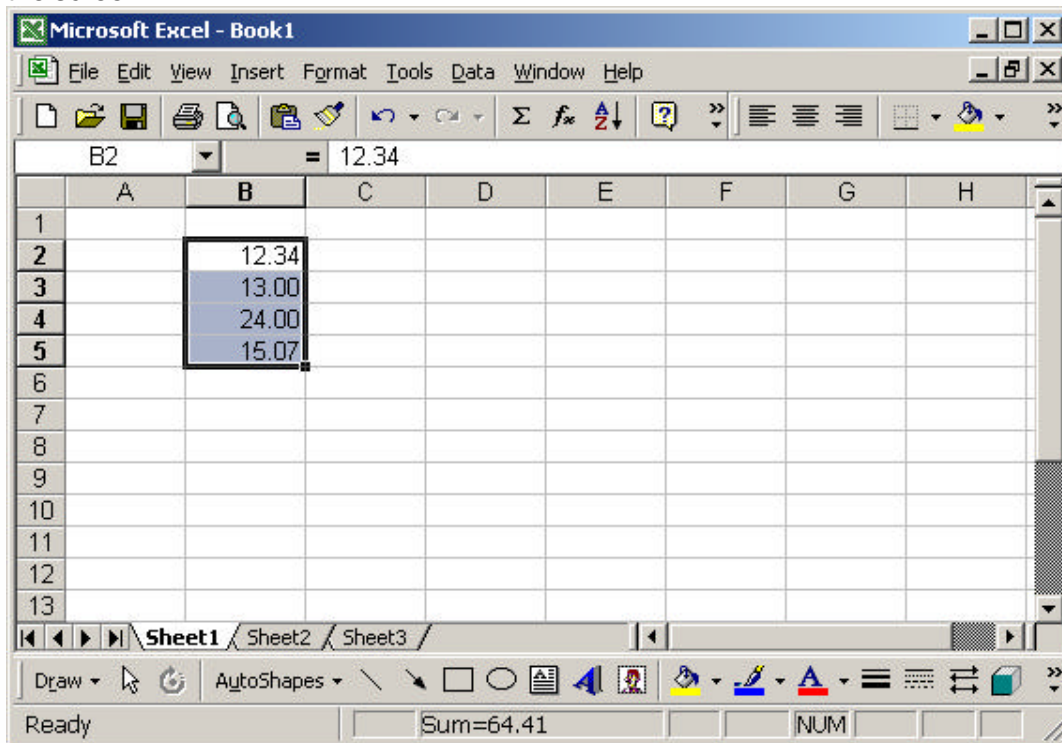 Microsoft Excel - Book1
File Edit View Insert Format Tools Data Window Help
B2 = 12.34
A B C D E F G H
1
2 12.34
3 13.00
4 24.00
5 15.07
6
7
8
9
10
11
12
13
Sheet1 Sheet2 Sheet3
Draw AutoShapes
Ready Sum=64.41 NUM